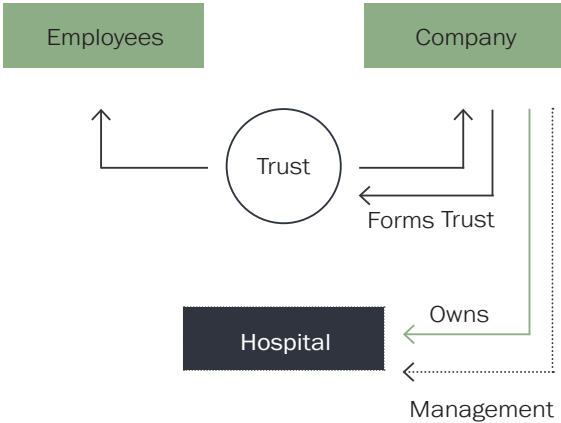 Employees
Company
Trust
Forms Trust
Owns
Hospital
Management